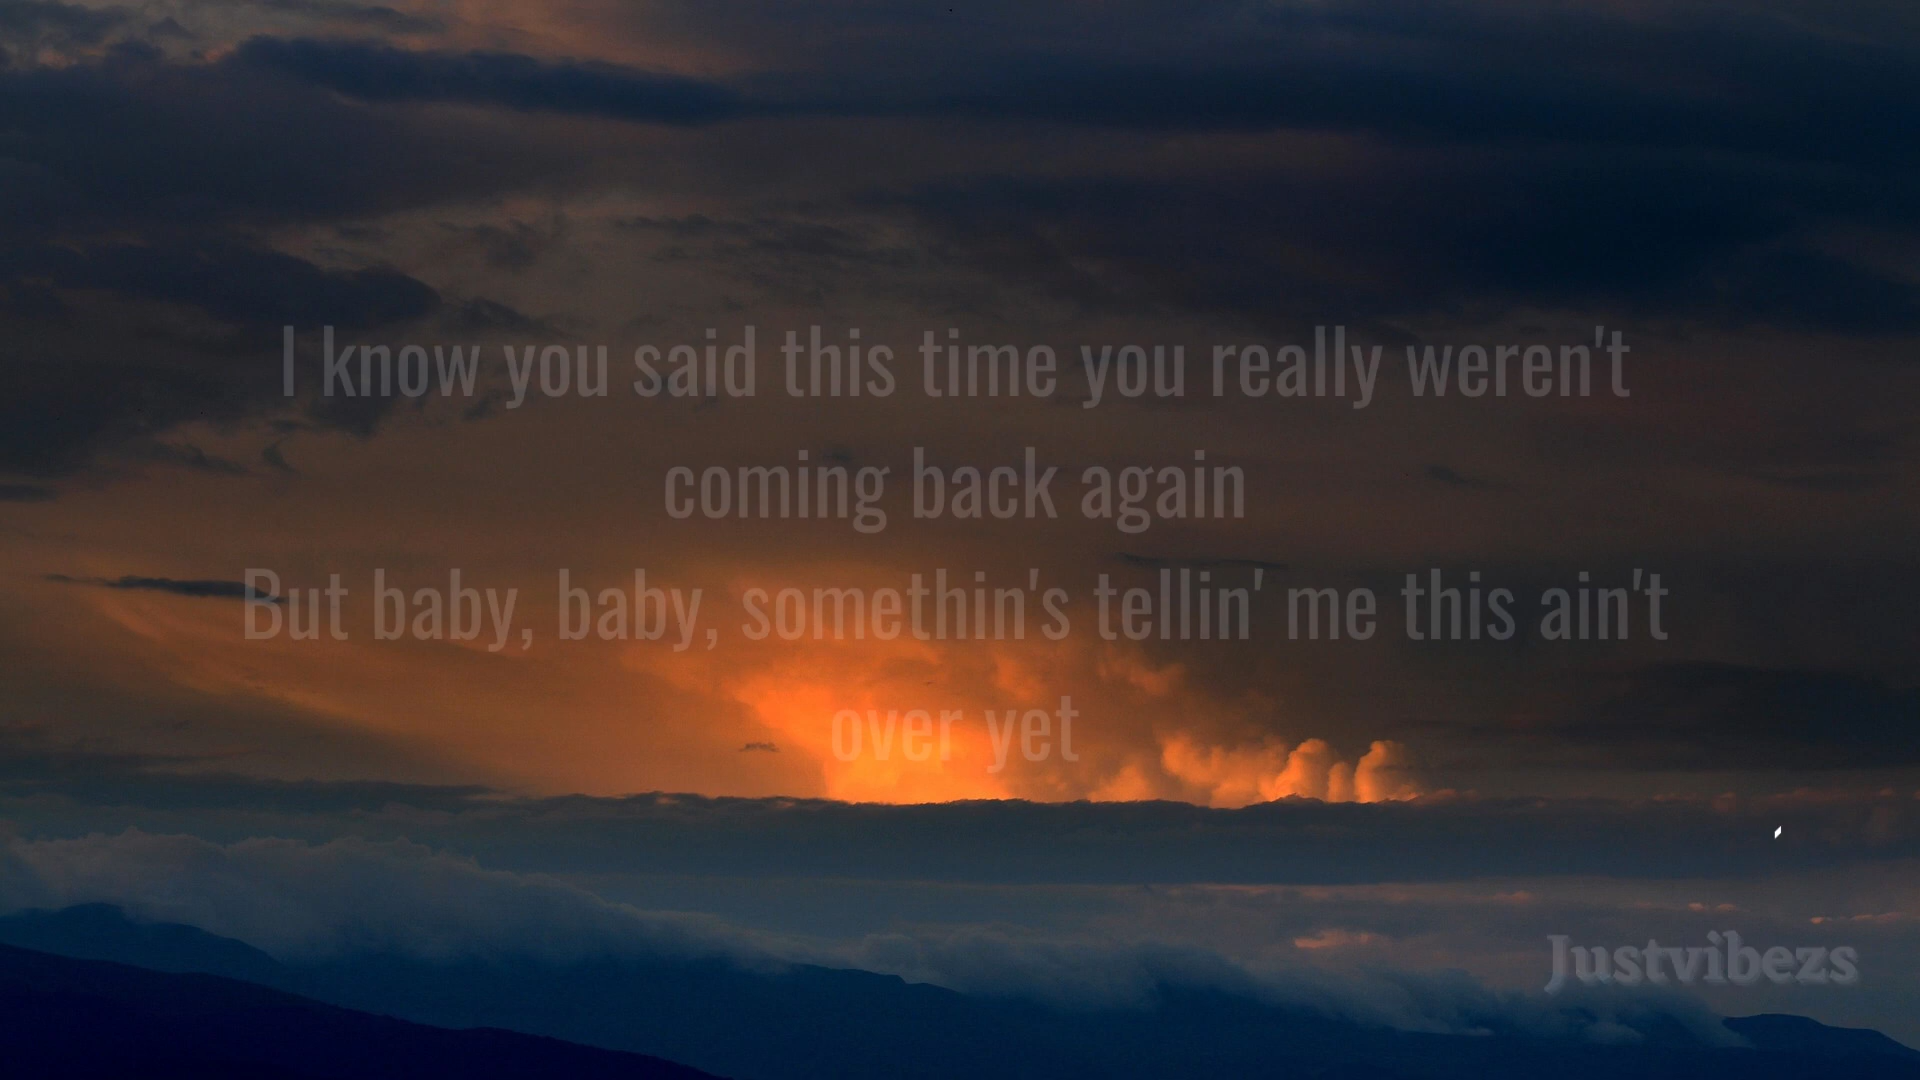 I know you said this time you really weren't
coming back again
But baby, baby, somethin's tellin' me this ain't
over yet
Justvibezs